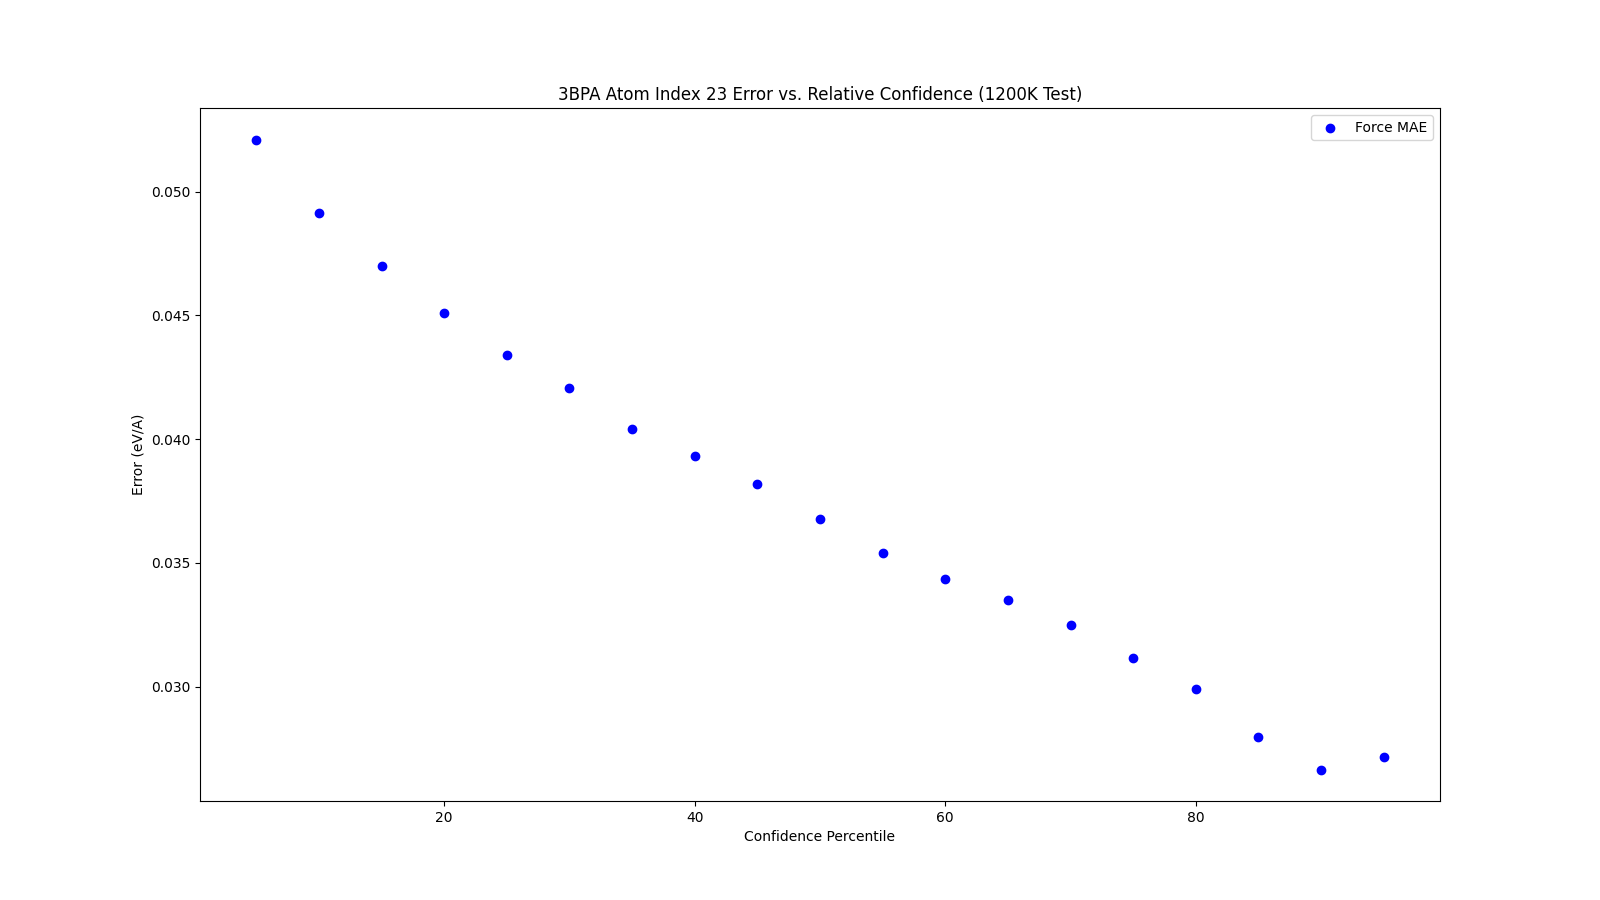 3BPA Atom Index 23 Error vs. Relative Confidence (1200K Test)
Force MAE
0.050
0.045
0.040
0.035
0.030
Error (eV/A)
20 40 60 80
Confidence Percentile